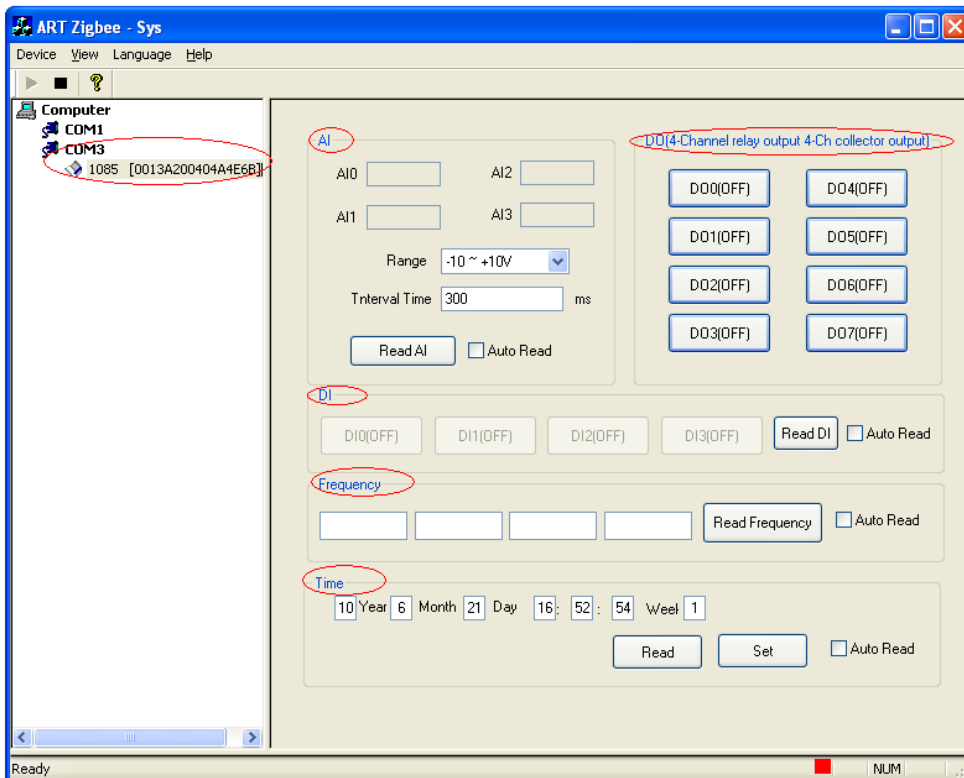 ART Zigbee - Sys
Device View Language Help
Computer
COM1
COM3
1085 [0013A200404A4E6B]
AI
AI0
AI2
AI1
AI3
Range -10 ~ +10V
Tnterval Time 300 ms
Read AI Auto Read
DO(4-Channel relay output 4-Ch collector output)
DO0(OFF) DO4(OFF)
DO1(OFF) DO5(OFF)
DO2(OFF) DO6(OFF)
DO3(OFF) DO7(OFF)
DI
DI0(OFF) DI1(OFF) DI2(OFF) DI3(OFF) Read DI Auto Read
Frequency
Read Frequency Auto Read
Time
10 Year 6 Month 21 Day 16: 52: 54 Week 1
Read Set Auto Read
Ready NUM